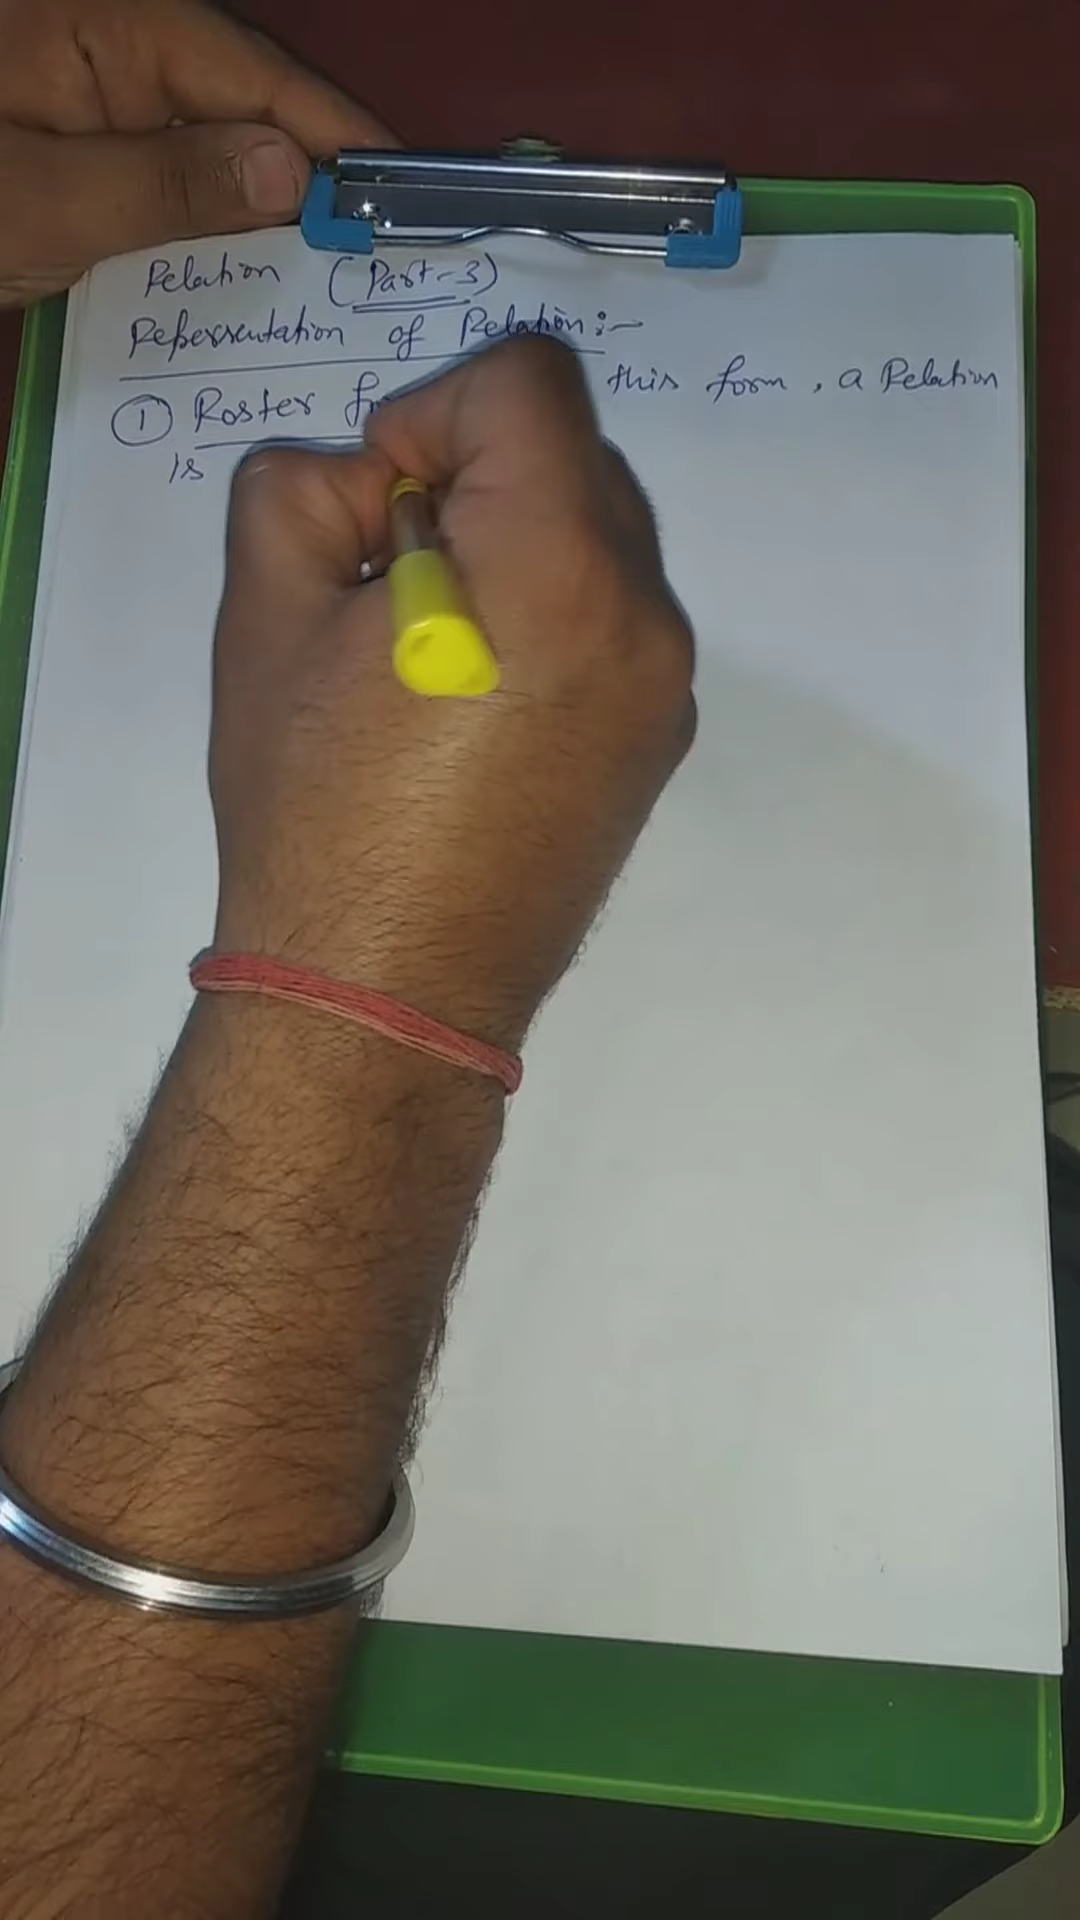 Relation (Part-3)
Representation of Relation :-
① Roster this form, a Relation
is